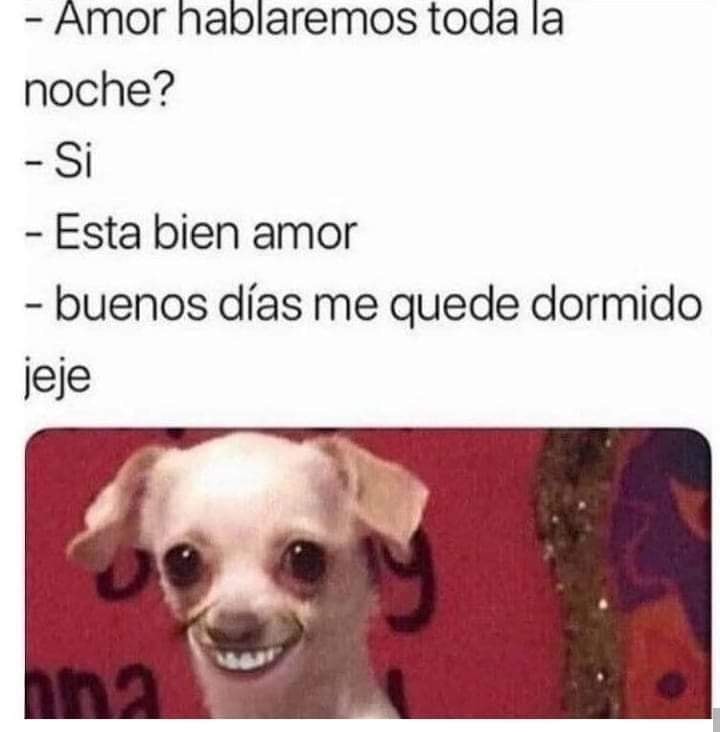 - Amor hablaremos toda la
noche?
- Si
- Esta bien amor
- buenos días me quede dormido
jeje